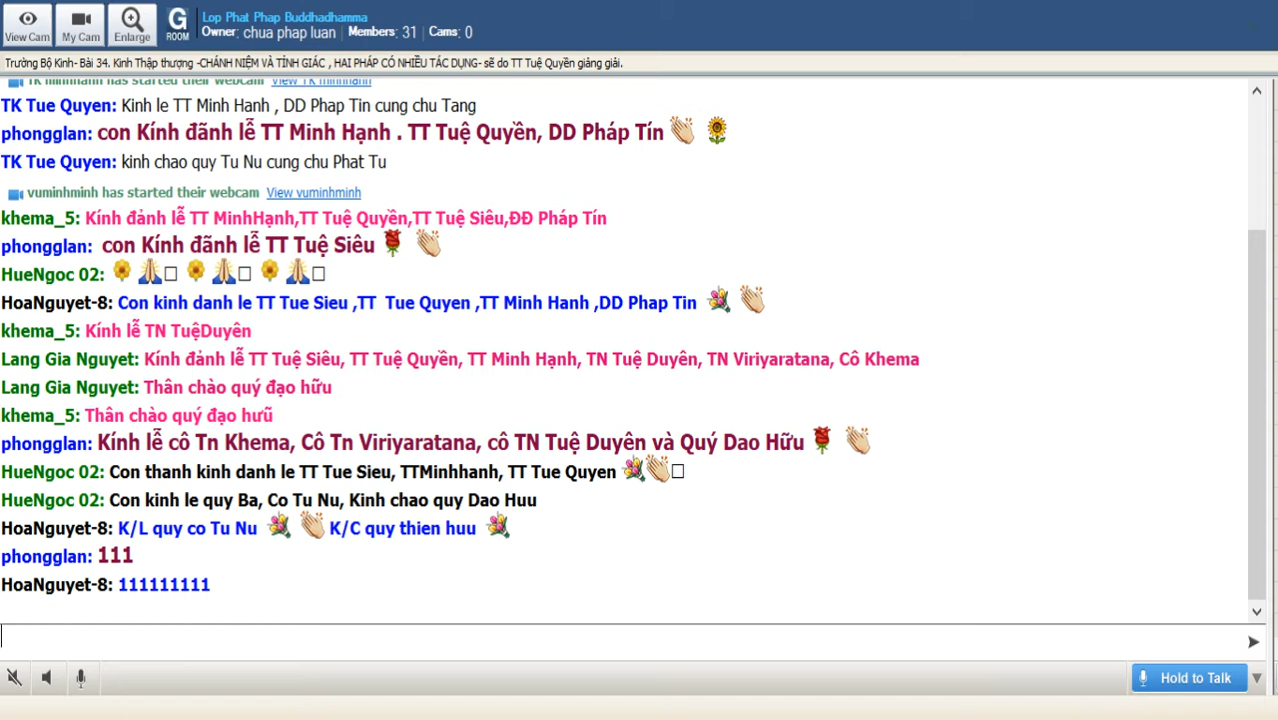 Lop Phat Phap Buddhadhamma
Owner: chua phap luan Members: 31 Cams: 0
View Cam My Cam Enlarge G ROOM
Trường Bộ Kinh- Bài 34. Kinh Thập thượng -CHÁNH NIỆM VÀ TỈNH GIÁC , HAI PHÁP CÓ NHIỀU TÁC DỤNG- sẽ do TT Tuệ Quyền giảng giải.
TK minhhanh has started their webcam View TK minhhanh
TK Tue Quyen: Kinh le TT Minh Hanh , DD Phap Tin cung chu Tang
phongglan: con Kính đãnh lễ TT Minh Hạnh . TT Tuệ Quyền, DD Pháp Tín
TK Tue Quyen: kinh chao quy Tu Nu cung chu Phat Tu
vuminhminh has started their webcam View vuminhminh
khema_5: Kính đảnh lễ TT MinhHạnh,TT Tuệ Quyền,TT Tuệ Siêu,ĐĐ Pháp Tín
phongglan: con Kính đãnh lễ TT Tuệ Siêu
HueNgoc 02:
HoaNguyet-8: Con kinh danh le TT Tue Sieu ,TT Tue Quyen ,TT Minh Hanh ,DD Phap Tin
khema_5: Kính lễ TN TuệDuyên
Lang Gia Nguyet: Kính đảnh lễ TT Tuệ Siêu, TT Tuệ Quyền, TT Minh Hạnh, TN Tuệ Duyên, TN Viriyaratana, Cô Khema
Lang Gia Nguyet: Thân chào quý đạo hữu
khema_5: Thân chào quý đạo hưũ
phongglan: Kính lễ cô Tn Khema, Cô Tn Viriyaratana, cô TN Tuệ Duyên và Quý Dao Hữu
HueNgoc 02: Con thanh kinh danh le TT Tue Sieu, TTMinhhanh, TT Tue Quyen
HueNgoc 02: Con kinh le quy Ba, Co Tu Nu, Kinh chao quy Dao Huu
HoaNguyet-8: K/L quy co Tu Nu K/C quy thien huu
phongglan: 111
HoaNguyet-8: 111111111
Hold to Talk